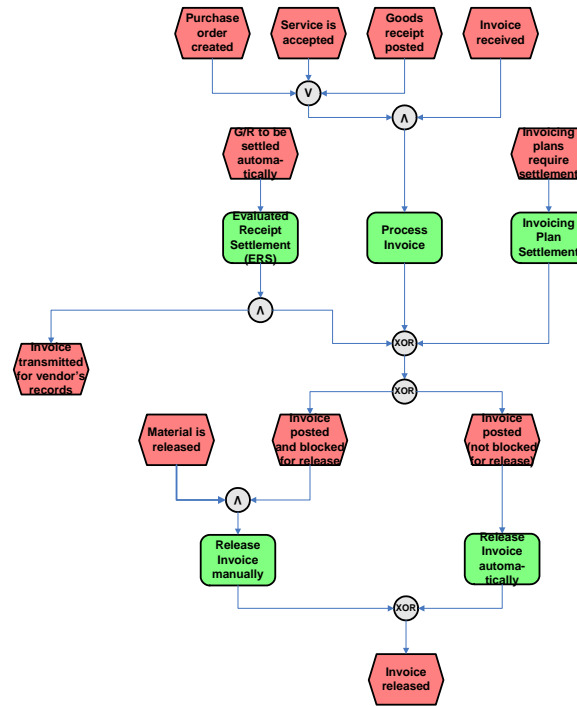 Purchase
order
created
Service is
accepted
Goods
receipt
posted
Invoice
received
V
Λ
G/R to be
settled
automa-
tically
Invoicing
plans
require
settlement
Evaluated
Receipt
Settlement
(ERS)
Process
Invoice
Invoicing
Plan
Settlement
Λ
XOR
Invoice
transmitted
for vendor's
records
XOR
Material is
released
Invoice
posted
and blocked
for release
Invoice
posted
(not blocked
for release)
Λ
Release
Invoice
manually
Release
Invoice
automa-
tically
XOR
Invoice
released